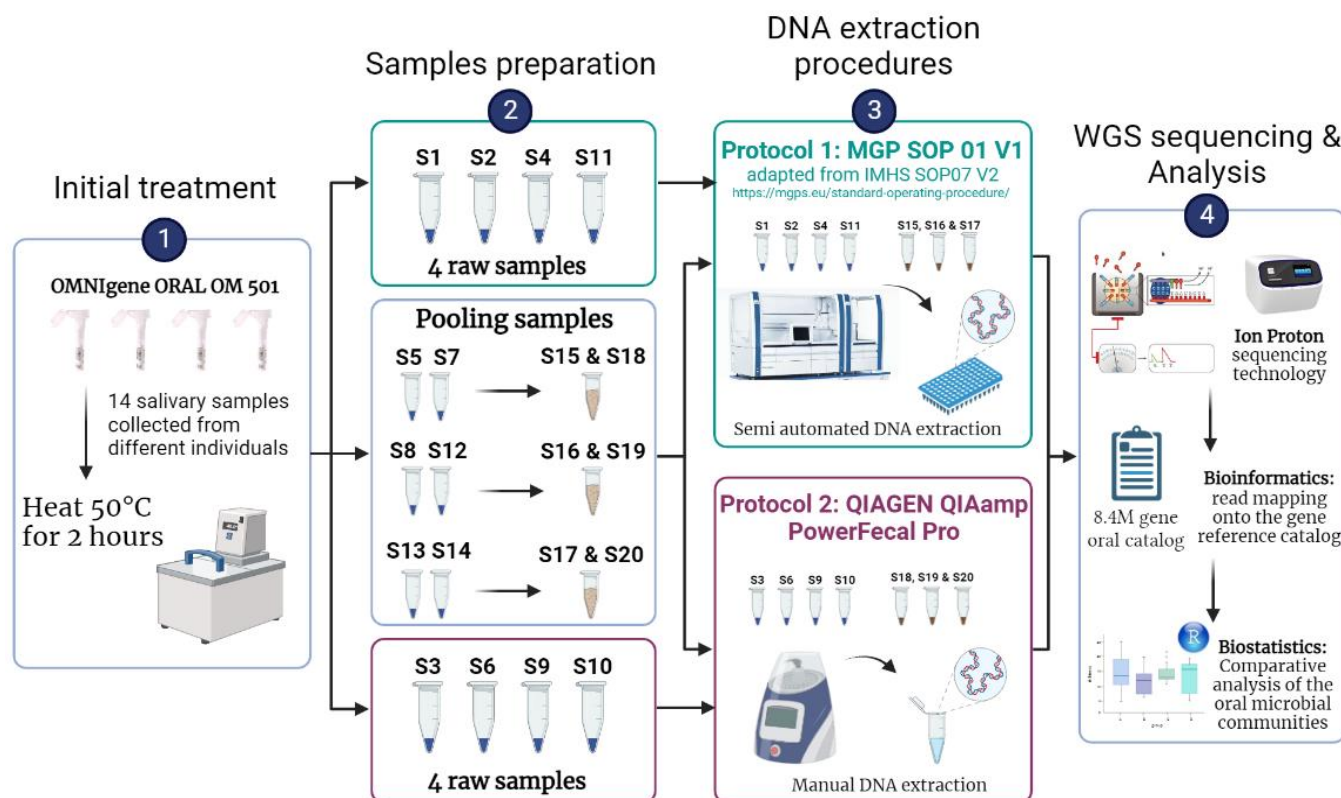 Initial treatment
1
OMNIgene ORAL OM 501
14 salivary samples
collected from
different individuals
Heat 50°C
for 2 hours
Samples preparation
2
S1 S2 S4 S11
4 raw samples
Pooling samples
S5 S7 S15 & S18
S8 S12 S16 & S19
S13 S14 S17 & S20
S3 S6 S9 S10
4 raw samples
DNA extraction
procedures
3
Protocol 1: MGP SOP 01 V1
adapted from IMHS SOP07 V2
https://mgps.eu/standard-operating-procedure/
S1 S2 S4 S11 S15, S16 & S17
Semi automated DNA extraction
Protocol 2: QIAGEN QIAamp
PowerFecal Pro
S3 S6 S9 S10 S18, S19 & S20
Manual DNA extraction
WGS sequencing &
Analysis
4
Ion Proton
sequencing
technology
8.4M gene
oral catalog
Bioinformatics:
read mapping
onto the gene
reference catalog
R
Biostatistics:
Comparative
analysis of the
oral microbial
communities
group